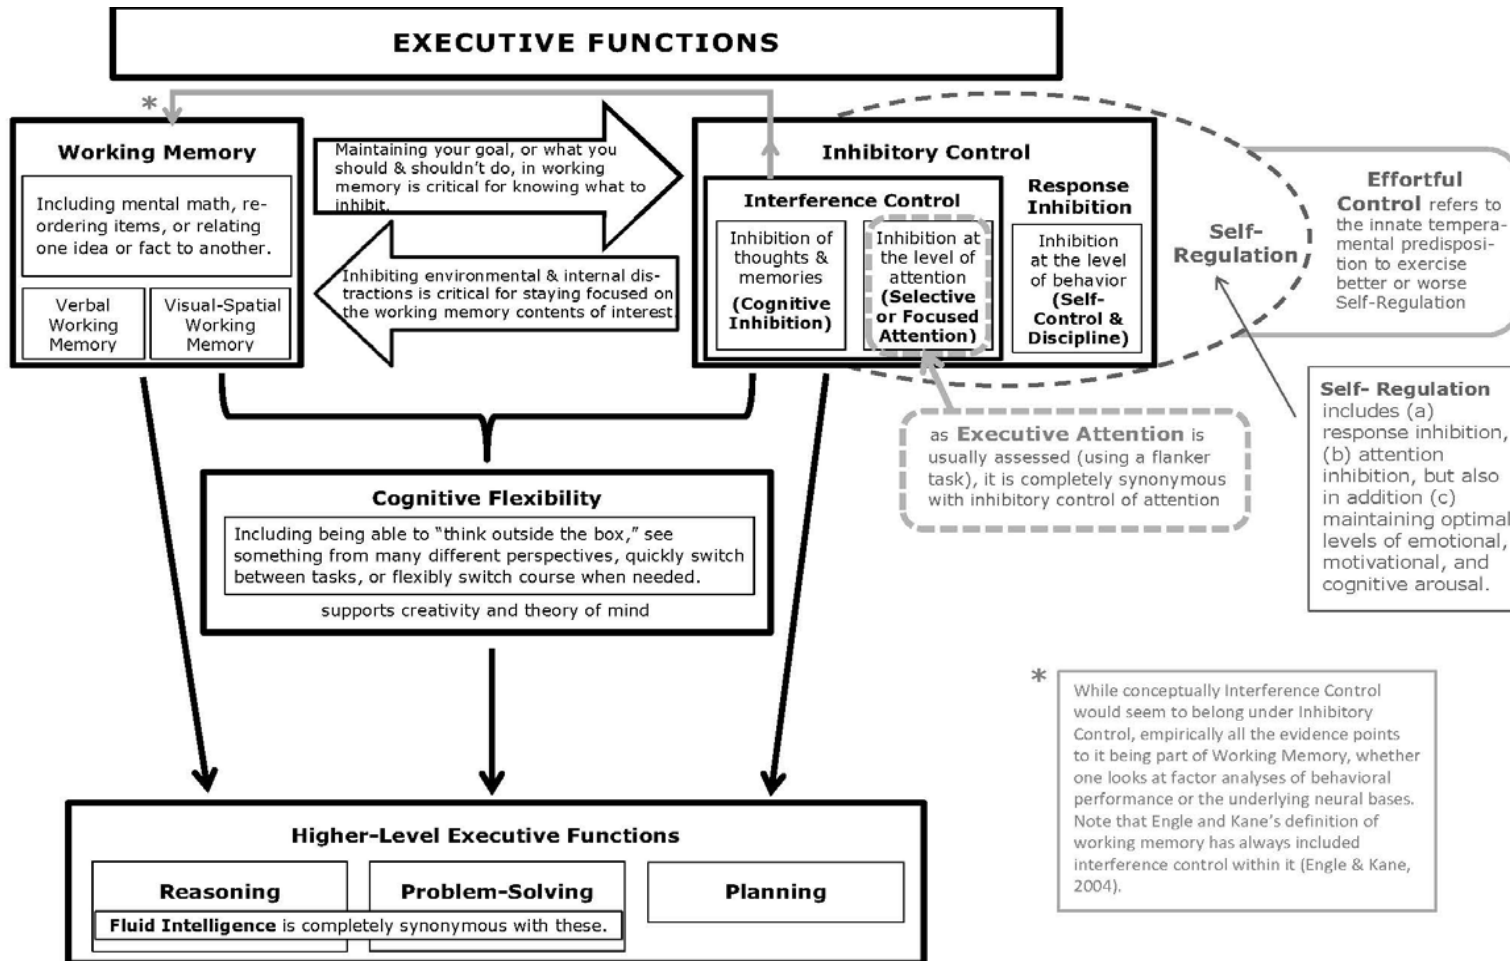 EXECUTIVE FUNCTIONS
*
Working Memory
Including mental math, re-
ordering items, or relating
one idea or fact to another.
Verbal
Working
Memory
Visual-Spatial
Working
Memory
Maintaining your goal, or what you
should & shouldn't do, in working
memory is critical for knowing what to
inhibit.
Inhibiting environmental & internal dis-
tractions is critical for staying focused on
the working memory contents of interest.
Inhibitory Control
Interference Control
Inhibition of
thoughts &
memories
(Cognitive
Inhibition)
Inhibition at
the level of
attention
(Selective
or Focused
Attention)
Response
Inhibition
Inhibition
at the level
of behavior
(Self-
Control &
Discipline)
Self-
Regulation
Effortful
Control refers to
the innate tempera-
mental predisposi-
tion to exercise
better or worse
Self-Regulation
Self- Regulation
includes (a)
response inhibition,
(b) attention
inhibition, but also
in addition (c)
maintaining optimal
levels of emotional,
motivational, and
cognitive arousal.
as Executive Attention is
usually assessed (using a flanker
task), it is completely synonymous
with inhibitory control of attention
Cognitive Flexibility
Including being able to "think outside the box," see
something from many different perspectives, quickly switch
between tasks, or flexibly switch course when needed.
supports creativity and theory of mind
*
While conceptually Interference Control
would seem to belong under Inhibitory
Control, empirically all the evidence points
to it being part of Working Memory, whether
one looks at factor analyses of behavioral
performance or the underlying neural bases.
Note that Engle and Kane's definition of
working memory has always included
interference control within it (Engle & Kane,
2004).
Higher-Level Executive Functions
Reasoning
Problem-Solving
Planning
Fluid Intelligence is completely synonymous with these.